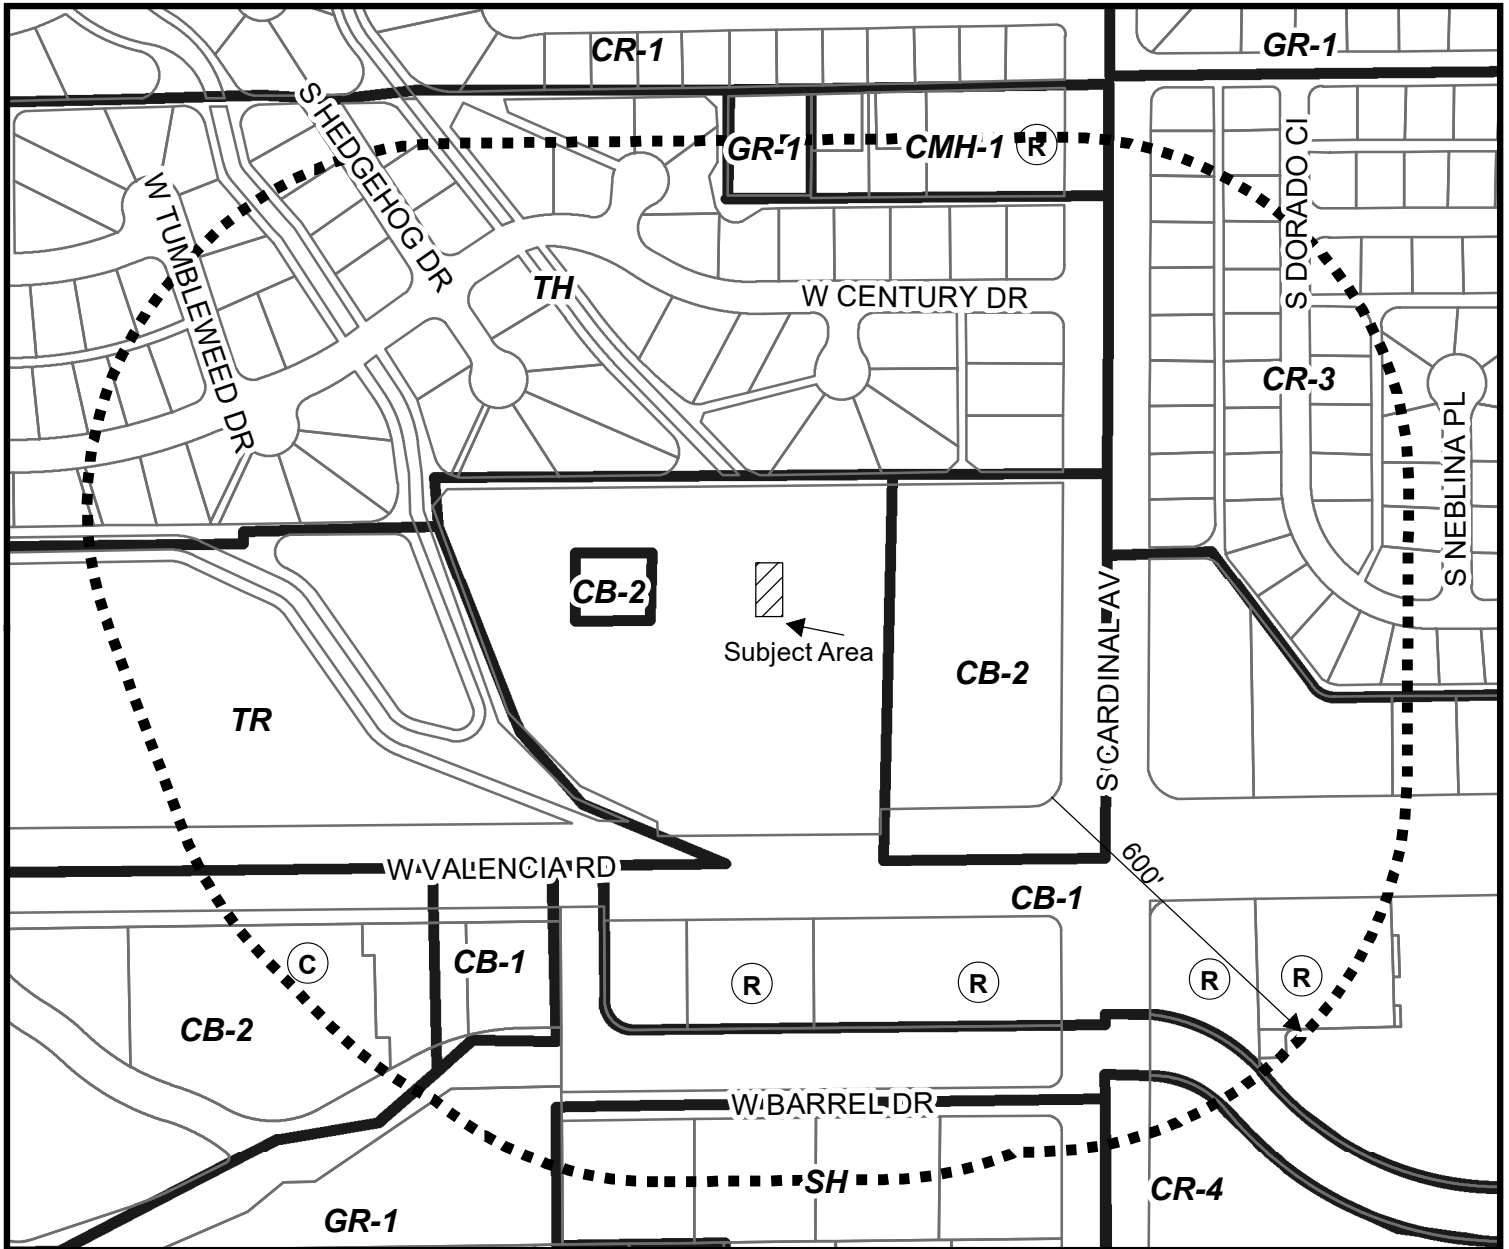 CR-1
GR-1
S HEDGEHOG DR
GR-1
CMH-1
R
S DORADO CI
W TUMBLEWEED DR
TH
W CENTURY DR
CR-3
S NEBLINA PL
CB-2
Subject Area
CB-2
S CARDINAL AV
TR
W VALENCIA RD
600'
CB-1
C
CB-1
R
R
R
R
CB-2
W BARREL DR
SH
CR-4
GR-1